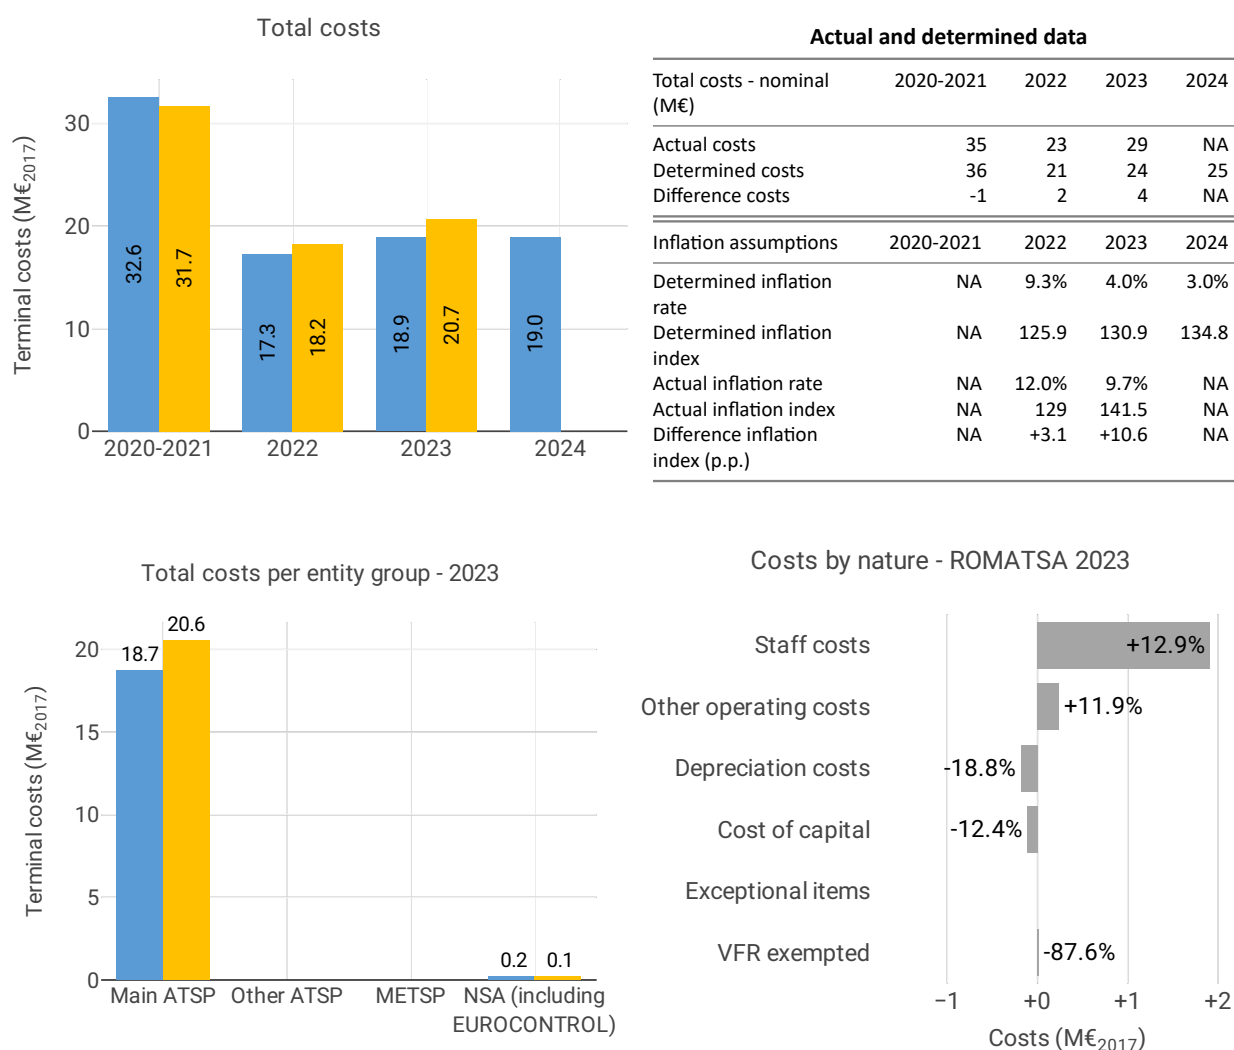 Total costs
Terminal costs (M€2017)
30
20
10
0
32.6
31.7
17.3
18.2
18.9
20.7
19.0
2020-2021 2022 2023 2024
Actual and determined data
Total costs - nominal 2020-2021 2022 2023 2024
(M€)
Actual costs 35 23 29 NA
Determined costs 36 21 24 25
Difference costs -1 2 4 NA
Inflation assumptions 2020-2021 2022 2023 2024
Determined inflation NA 9.3% 4.0% 3.0%
rate
Determined inflation NA 125.9 130.9 134.8
index
Actual inflation rate NA 12.0% 9.7% NA
Actual inflation index NA 129 141.5 NA
Difference inflation NA +3.1 +10.6 NA
index (p.p.)
Total costs per entity group - 2023
Terminal costs (M€2017)
20
15
10
5
0
18.7
20.6
0.2 0.1
Main ATSP Other ATSP METSP NSA (including
EUROCONTROL)
Costs by nature - ROMATSA 2023
Staff costs +12.9%
Other operating costs +11.9%
Depreciation costs -18.8%
Cost of capital -12.4%
Exceptional items
VFR exempted -87.6%
−1 +0 +1 +2
Costs (M€2017)